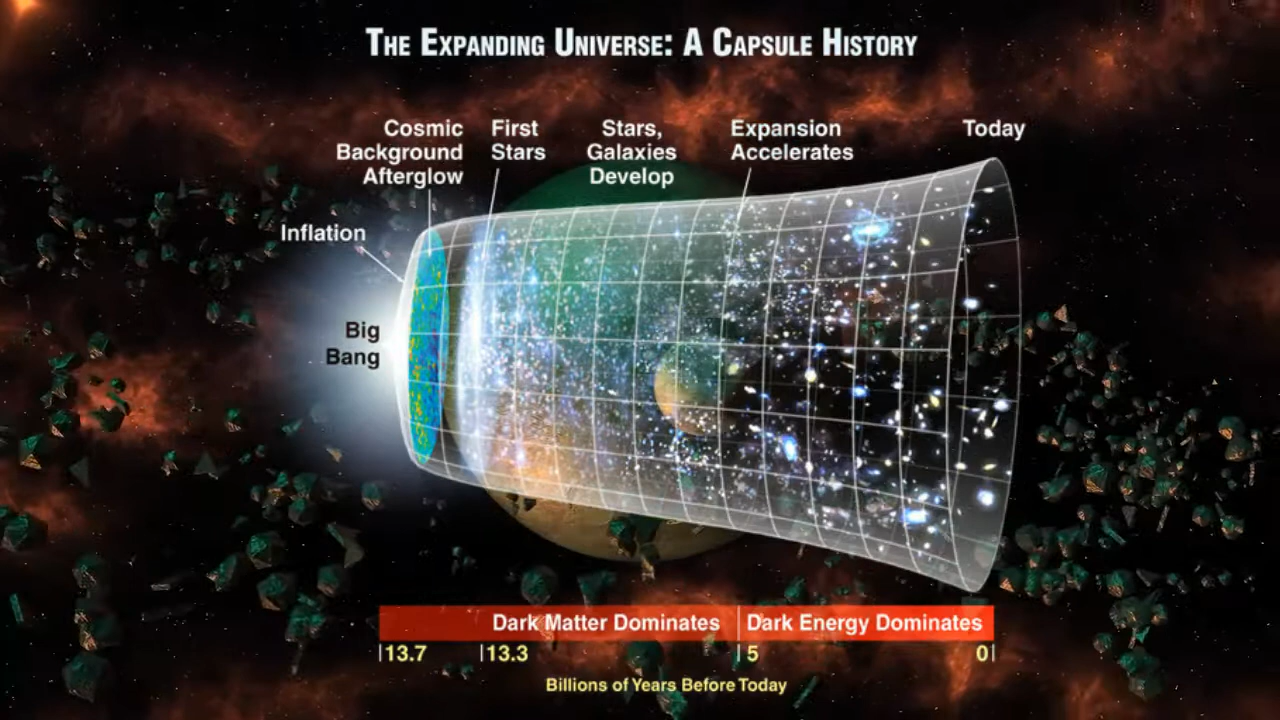 The Expanding Universe: A Capsule History
Cosmic
Background
Afterglow
First
Stars
Stars,
Galaxies
Develop
Expansion
Accelerates
Today
Inflation
Big
Bang
Dark Matter Dominates
Dark Energy Dominates
13.7
13.3
5
0
Billions of Years Before Today